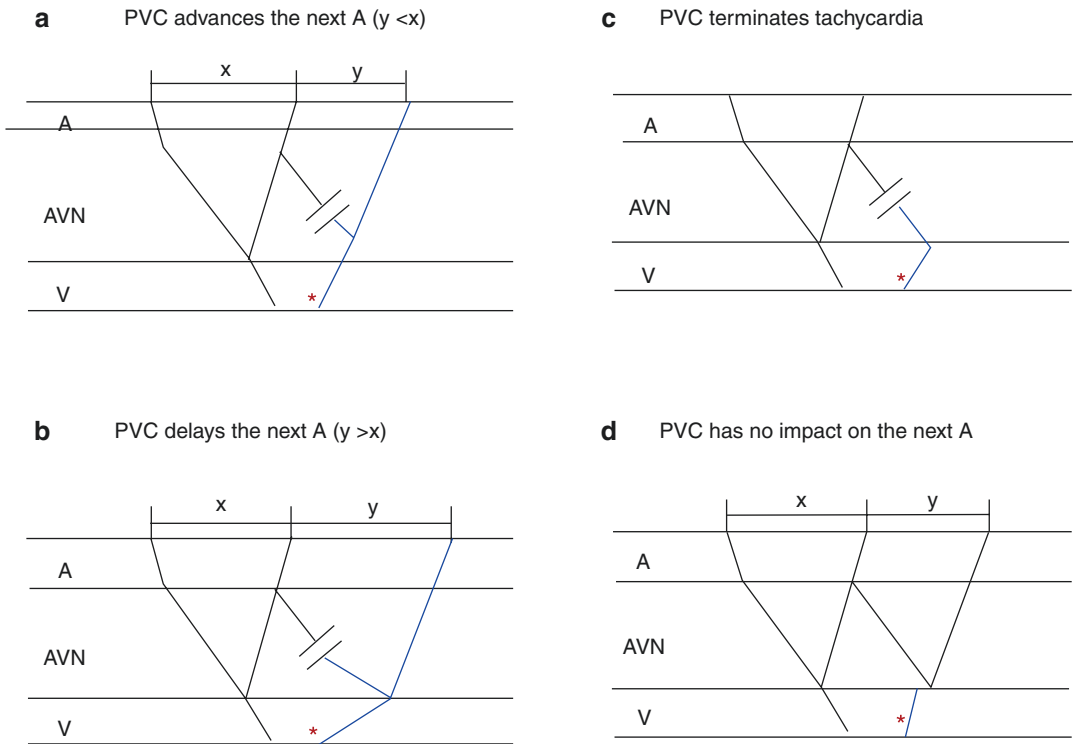 a PVC advances the next A (y <x)
x y
A
AVN
V
*
c PVC terminates tachycardia
A
AVN
V
*
b PVC delays the next A (y >x)
x y
A
AVN
V
*
d PVC has no impact on the next A
x y
A
AVN
V
*